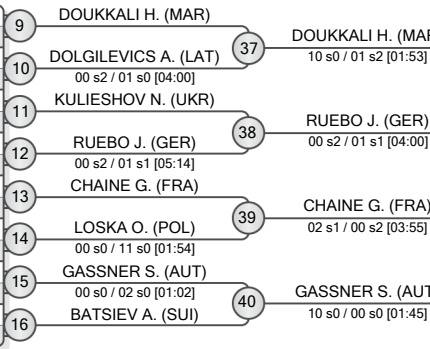 9
DOUKKALI H. (MAR)
37
DOUKKALI H. (MAR
10 s0 / 01 s2 [01:53]
10
DOLGILEVICS A. (LAT)
00 s2 / 01 s0 [04:00]
11
KULIESHOV N. (UKR)
38
RUEBO J. (GER)
00 s2 / 01 s1 [04:00]
12
RUEBO J. (GER)
00 s2 / 01 s1 [05:14]
13
CHAINE G. (FRA)
39
CHAINE G. (FRA)
02 s1 / 00 s2 [03:55]
14
LOSKA O. (POL)
00 s0 / 11 s0 [01:54]
15
GASSNER S. (AUT)
00 s0 / 02 s0 [01:02]
40
GASSNER S. (AUT
10 s0 / 00 s0 [01:45]
16
BATSIEV A. (SUI)